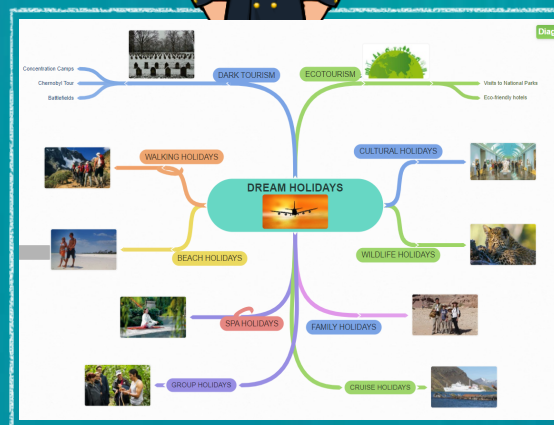 Diag
DARK TOURISM
Concentration Camps
Chernobyl Tour
Battlefields
ECOTOURISM
Visits to National Parks
Eco-friendly hotels
WALKING HOLIDAYS
CULTURAL HOLIDAYS
DREAM HOLIDAYS
BEACH HOLIDAYS
WILDLIFE HOLIDAYS
SPA HOLIDAYS
FAMILY HOLIDAYS
GROUP HOLIDAYS
CRUISE HOLIDAYS